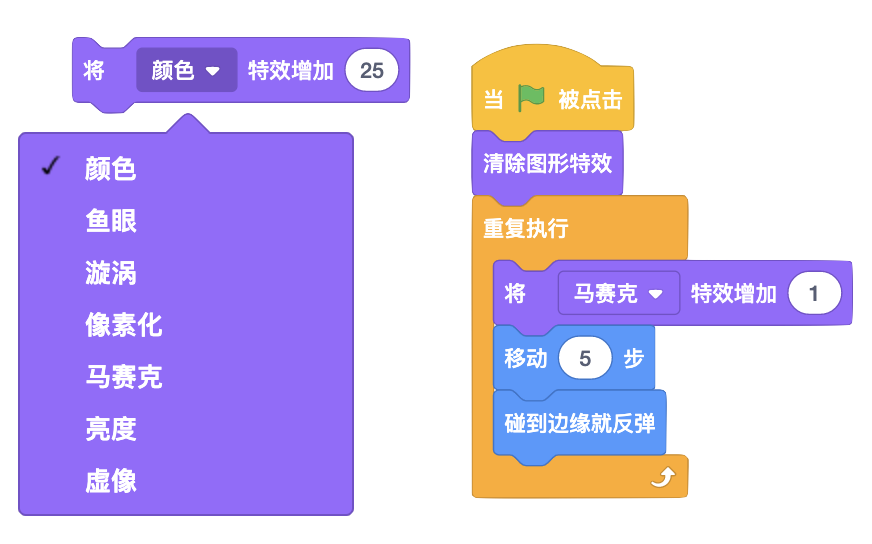 将 颜色 特效增加 25
颜色
鱼眼
漩涡
像素化
马赛克
亮度
虚像
当 被点击
清除图形特效
重复执行
将 马赛克 特效增加 1
移动 5 步
碰到边缘就反弹